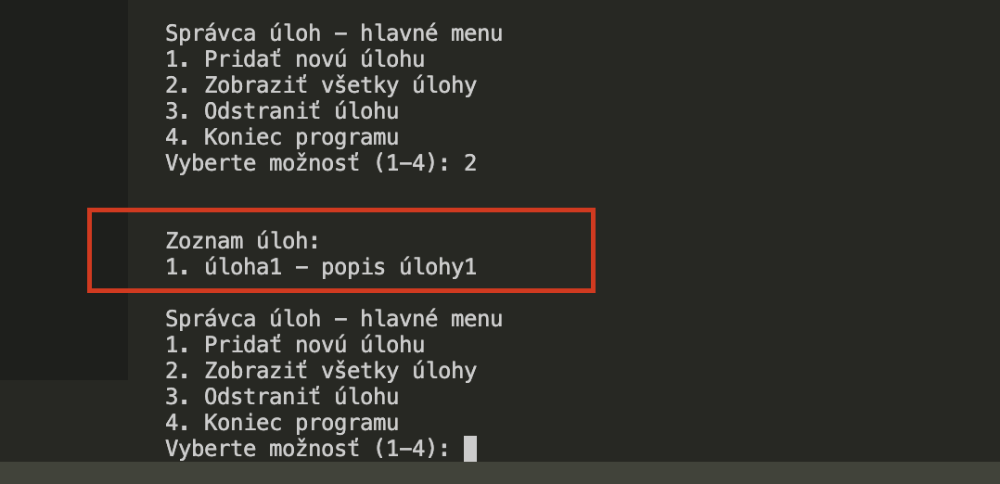 Správca úloh – hlavné menu
1. Pridať novú úlohu
2. Zobraziť všetky úlohy
3. Odstraniť úlohu
4. Koniec programu
Vyberte možnosť (1–4): 2
Zoznam úloh:
1. úloha1 – popis úlohy1
Správca úloh – hlavné menu
1. Pridať novú úlohu
2. Zobraziť všetky úlohy
3. Odstraniť úlohu
4. Koniec programu
Vyberte možnosť (1–4):